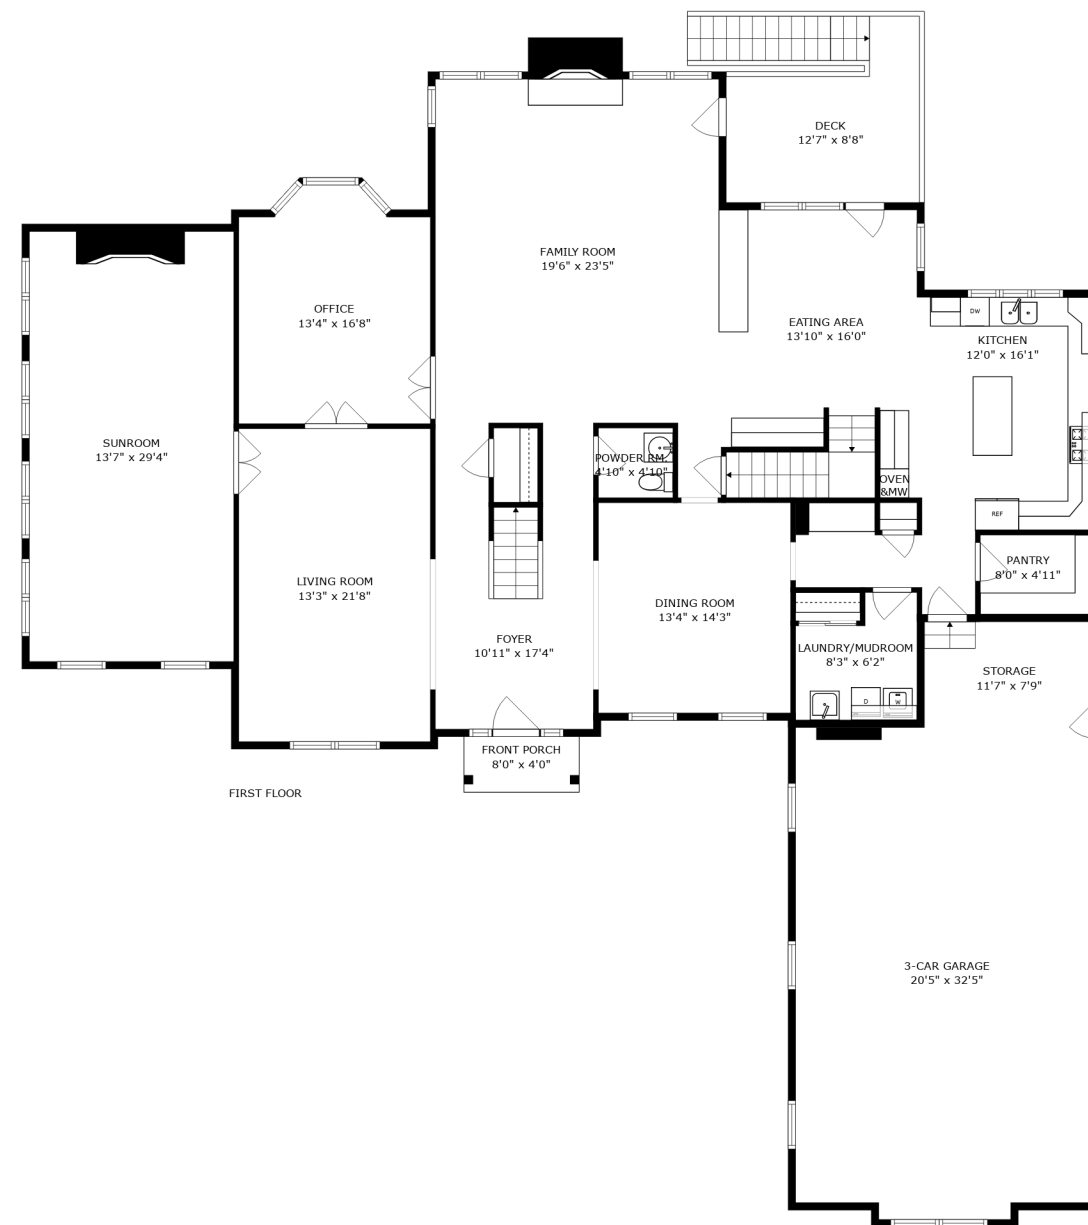 DECK
12'7" x 8'8"
FAMILY ROOM
19'6" x 23'5"
OFFICE
13'4" x 16'8"
EATING AREA
13'10" x 16'0"
DW
KITCHEN
12'0" x 16'1"
SUNROOM
13'7" x 29'4"
POWDER RM.
4'10" x 4'10"
OVEN
&MW
REF
PANTRY
8'0" x 4'11"
LIVING ROOM
13'3" x 21'8"
DINING ROOM
13'4" x 14'3"
FOYER
10'11" x 17'4"
LAUNDRY/MUDROOM
8'3" x 6'2"
D
W
STORAGE
11'7" x 7'9"
FRONT PORCH
8'0" x 4'0"
FIRST FLOOR
3-CAR GARAGE
20'5" x 32'5"